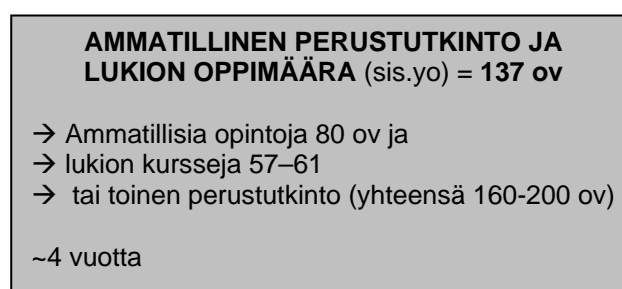 AMMATILLINEN PERUSTUTKINTO JA
LUKION OPPIMÄÄRA (sis.yo) = 137 ov
→ Ammatillisia opintoja 80 ov ja
→ lukion kursseja 57–61
→ tai toinen perustutkinto (yhteensä 160-200 ov)
~4 vuotta